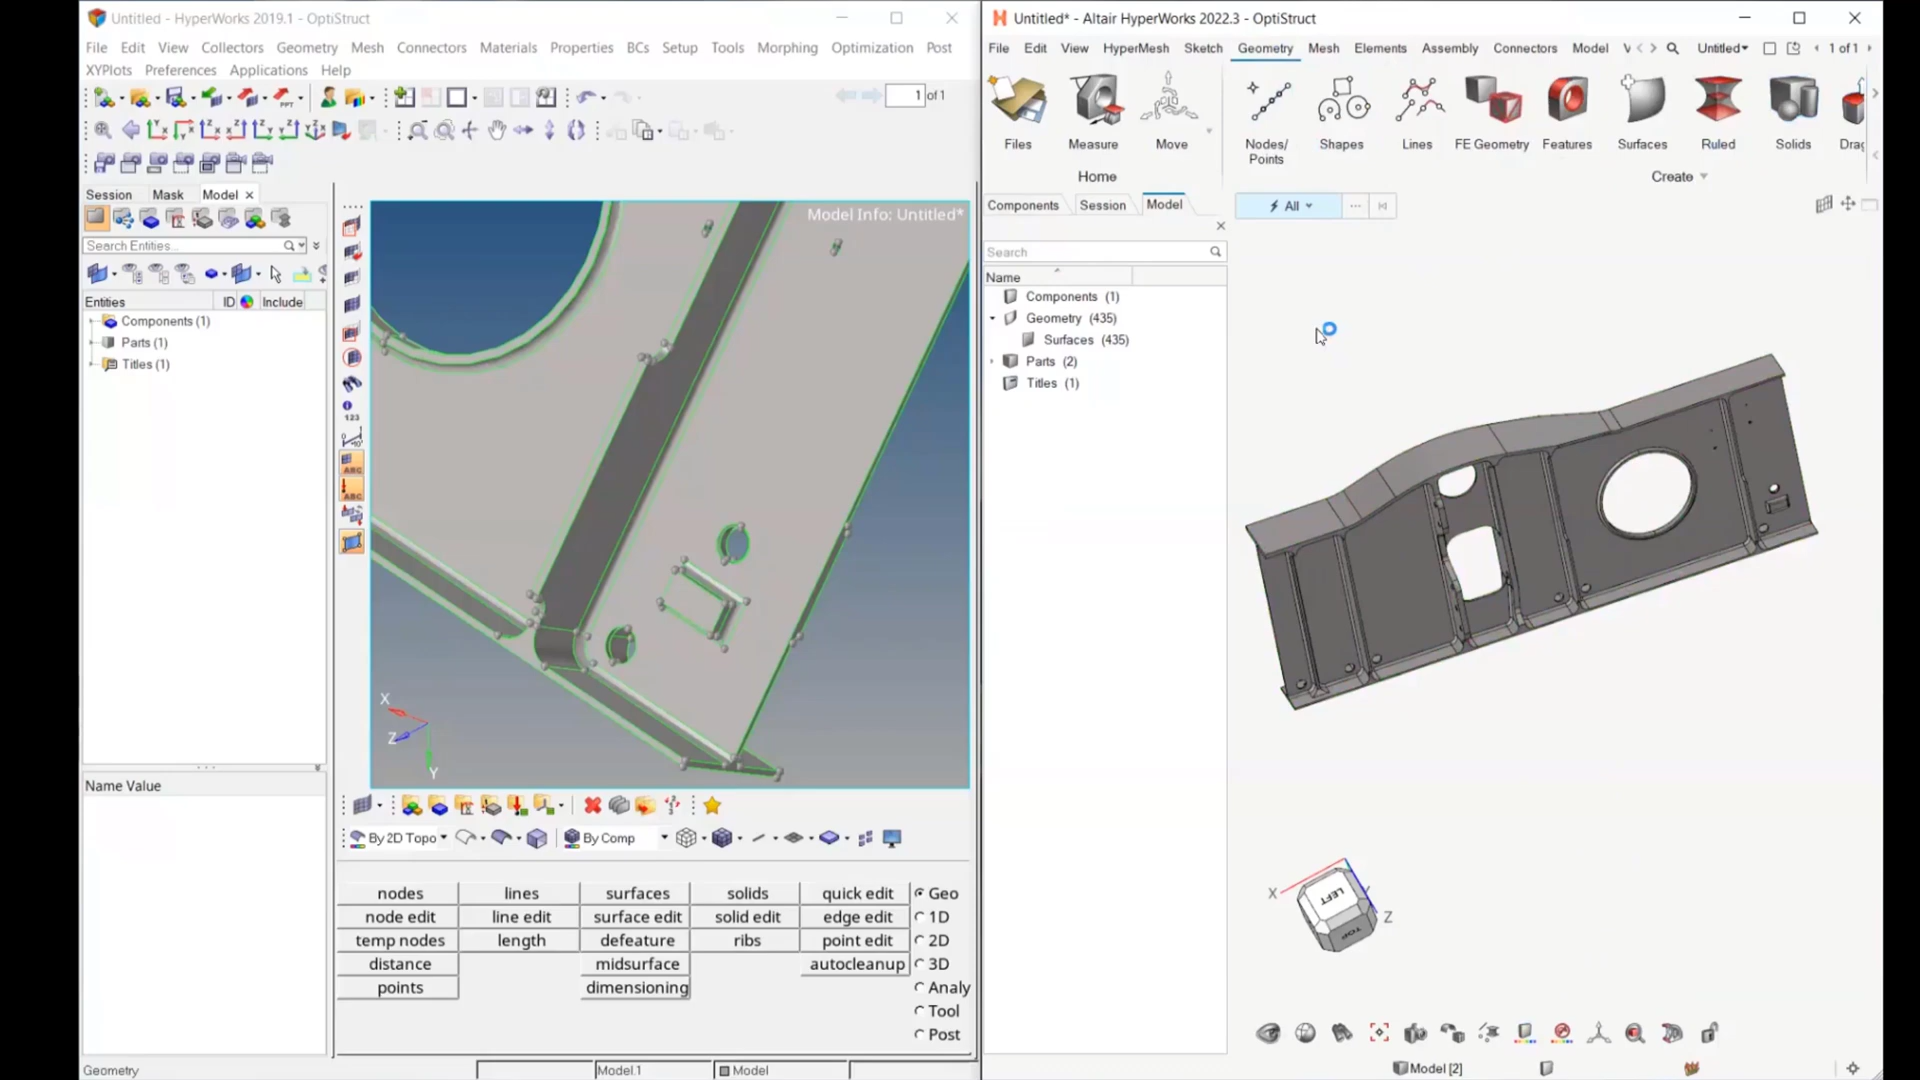 Untitled - HyperWorks 2019.1 - OptiStruct
File Edit View Collectors Geometry Mesh Connectors Materials Properties BCs Setup Tools Morphing Optimization Post
XYPlots Preferences Applications Help
PPT
1 of 1
Session Mask Model
Search Entities...
Entities ID Include
Components (1)
Parts (1)
Titles (1)
Name Value
123
ABC
ABC
Model Info: Untitled*
X
Z
Y
By 2D Topo By Comp
nodes lines surfaces solids quick edit Geo
node edit line edit surface edit solid edit edge edit 1D
temp nodes length defeature ribs point edit 2D
distance midsurface autocleanup 3D
points dimensioning Analy
Tool
Post
Geometry Model.1 Model
Untitled* - Altair HyperWorks 2022.3 - OptiStruct
File Edit View HyperMesh Sketch Geometry Mesh Elements Assembly Connectors Model V Untitled 1 of 1
Files Measure Move Nodes/ Points Shapes Lines FE Geometry Features Surfaces Ruled Solids Drag
Home Create
Components Session Model
All ...
Search
Name
Components (1)
Geometry (435)
Surfaces (435)
Parts (2)
Titles (1)
X
LEFT
TOP
Z
Model [2]